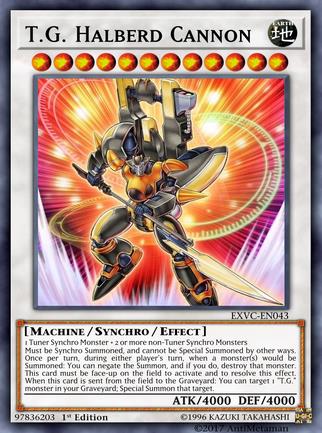 T.G. Halberd Cannon
EARTH
地
EXVC-EN043
[Machine / Synchro / Effect]
1 Tuner Synchro Monster + 2 or more non-Tuner Synchro Monsters
Must be Synchro Summoned, and cannot be Special Summoned by other ways.
Once per turn, during either player's turn, when a monster(s) would be
Summoned: You can negate the Summon, and if you do, destroy that monster.
This card must be face-up on the field to activate and to resolve this effect.
When this card is sent from the field to the Graveyard: You can target 1 "T.G."
monster in your Graveyard; Special Summon that target.
ATK/4000 DEF/4000
97836203 1st Edition ©1996 KAZUKI TAKAHASHI
©2017 AntiMetaman